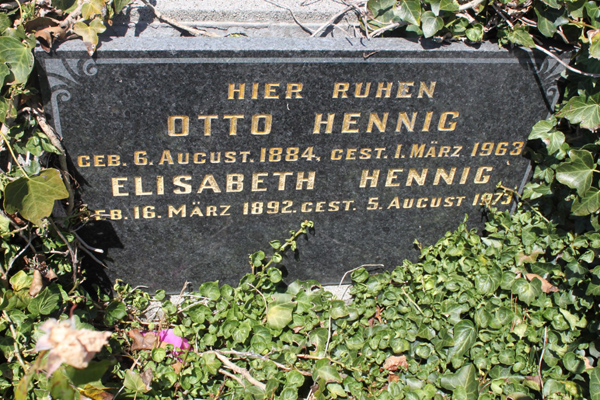 HIER RUHEN
OTTO HENNIG
GEB. 6. AUGUST. 1884, GEST. 1. MÄRZ 1963
ELISABETH HENNIG
GEB. 16. MÄRZ 1892. GEST. 5. AUGUST 1973